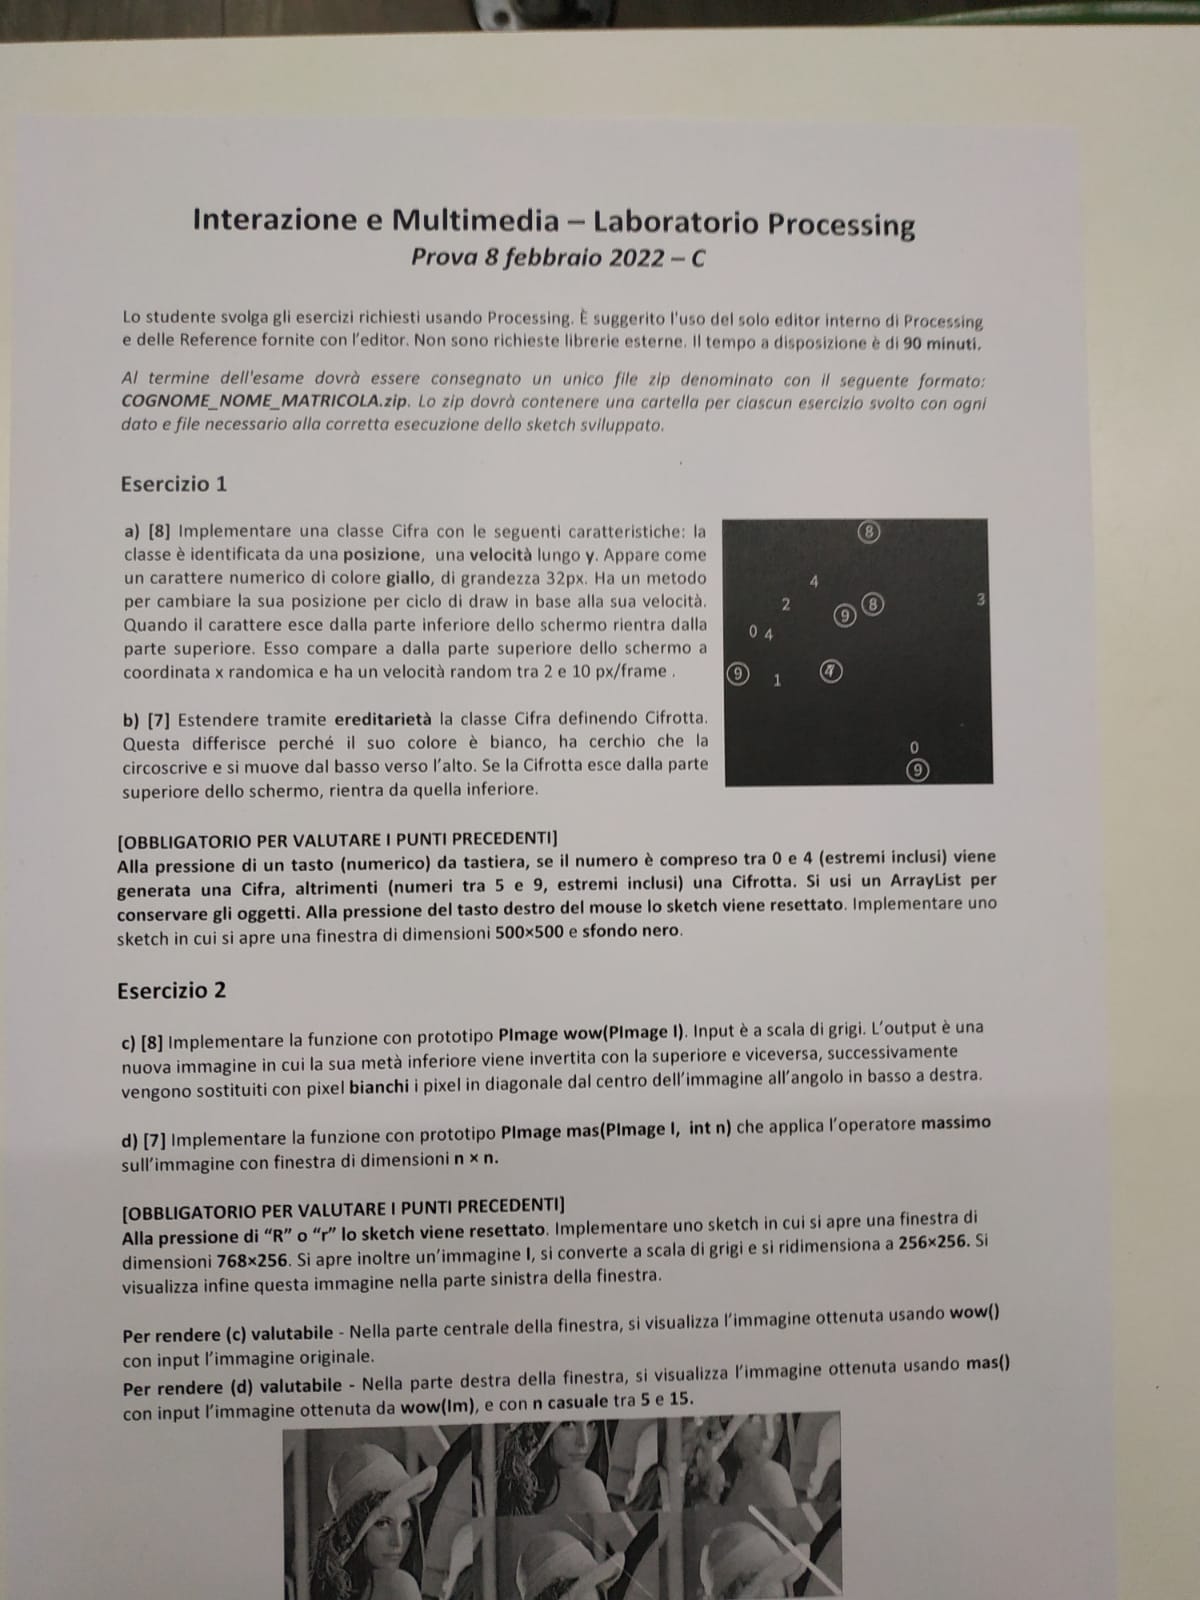 Interazione e Multimedia – Laboratorio Processing
Prova 8 febbraio 2022 – C
Lo studente svolga gli esercizi richiesti usando Processing. È suggerito l'uso del solo editor interno di Processing
e delle Reference fornite con l'editor. Non sono richieste librerie esterne. Il tempo a disposizione è di 90 minuti.
Al termine dell'esame dovrà essere consegnato un unico file zip denominato con il seguente formato:
COGNOME_NOME_MATRICOLA.zip. Lo zip dovrà contenere una cartella per ciascun esercizio svolto con ogni
dato e file necessario alla corretta esecuzione dello sketch sviluppato.
Esercizio 1
a) [8] Implementare una classe Cifra con le seguenti caratteristiche: la
classe è identificata da una posizione, una velocità lungo y. Appare come
un carattere numerico di colore giallo, di grandezza 32px. Ha un metodo
per cambiare la sua posizione per ciclo di draw in base alla sua velocità.
Quando il carattere esce dalla parte inferiore dello schermo rientra dalla
parte superiore. Esso compare a dalla parte superiore dello schermo a
coordinata x randomica e ha un velocità random tra 2 e 10 px/frame .
b) [7] Estendere tramite ereditarietà la classe Cifra definendo Cifrotta.
Questa differisce perché il suo colore è bianco, ha cerchio che la
circoscrive e si muove dal basso verso l'alto. Se la Cifrotta esce dalla parte
superiore dello schermo, rientra da quella inferiore.
8
4
2
9
8
3
0 4
9
1
0
9
[OBBLIGATORIO PER VALUTARE I PUNTI PRECEDENTI]
Alla pressione di un tasto (numerico) da tastiera, se il numero è compreso tra 0 e 4 (estremi inclusi) viene
generata una Cifra, altrimenti (numeri tra 5 e 9, estremi inclusi) una Cifrotta. Si usi un ArrayList per
conservare gli oggetti. Alla pressione del tasto destro del mouse lo sketch viene resettato. Implementare uno
sketch in cui si apre una finestra di dimensioni 500×500 e sfondo nero.
Esercizio 2
c) [8] Implementare la funzione con prototipo PImage wow(PImage I). Input è a scala di grigi. L'output è una
nuova immagine in cui la sua metà inferiore viene invertita con la superiore e viceversa, successivamente
vengono sostituiti con pixel bianchi i pixel in diagonale dal centro dell'immagine all'angolo in basso a destra.
d) [7] Implementare la funzione con prototipo PImage mas(PImage I, int n) che applica l'operatore massimo
sull'immagine con finestra di dimensioni n × n.
[OBBLIGATORIO PER VALUTARE I PUNTI PRECEDENTI]
Alla pressione di "R" o "r" lo sketch viene resettato. Implementare uno sketch in cui si apre una finestra di
dimensioni 768×256. Si apre inoltre un'immagine I, si converte a scala di grigi e si ridimensiona a 256×256. Si
visualizza infine questa immagine nella parte sinistra della finestra.
Per rendere (c) valutabile - Nella parte centrale della finestra, si visualizza l'immagine ottenuta usando wow()
con input l'immagine originale.
Per rendere (d) valutabile - Nella parte destra della finestra, si visualizza l'immagine ottenuta usando mas()
con input l'immagine ottenuta da wow(Im), e con n casuale tra 5 e 15.